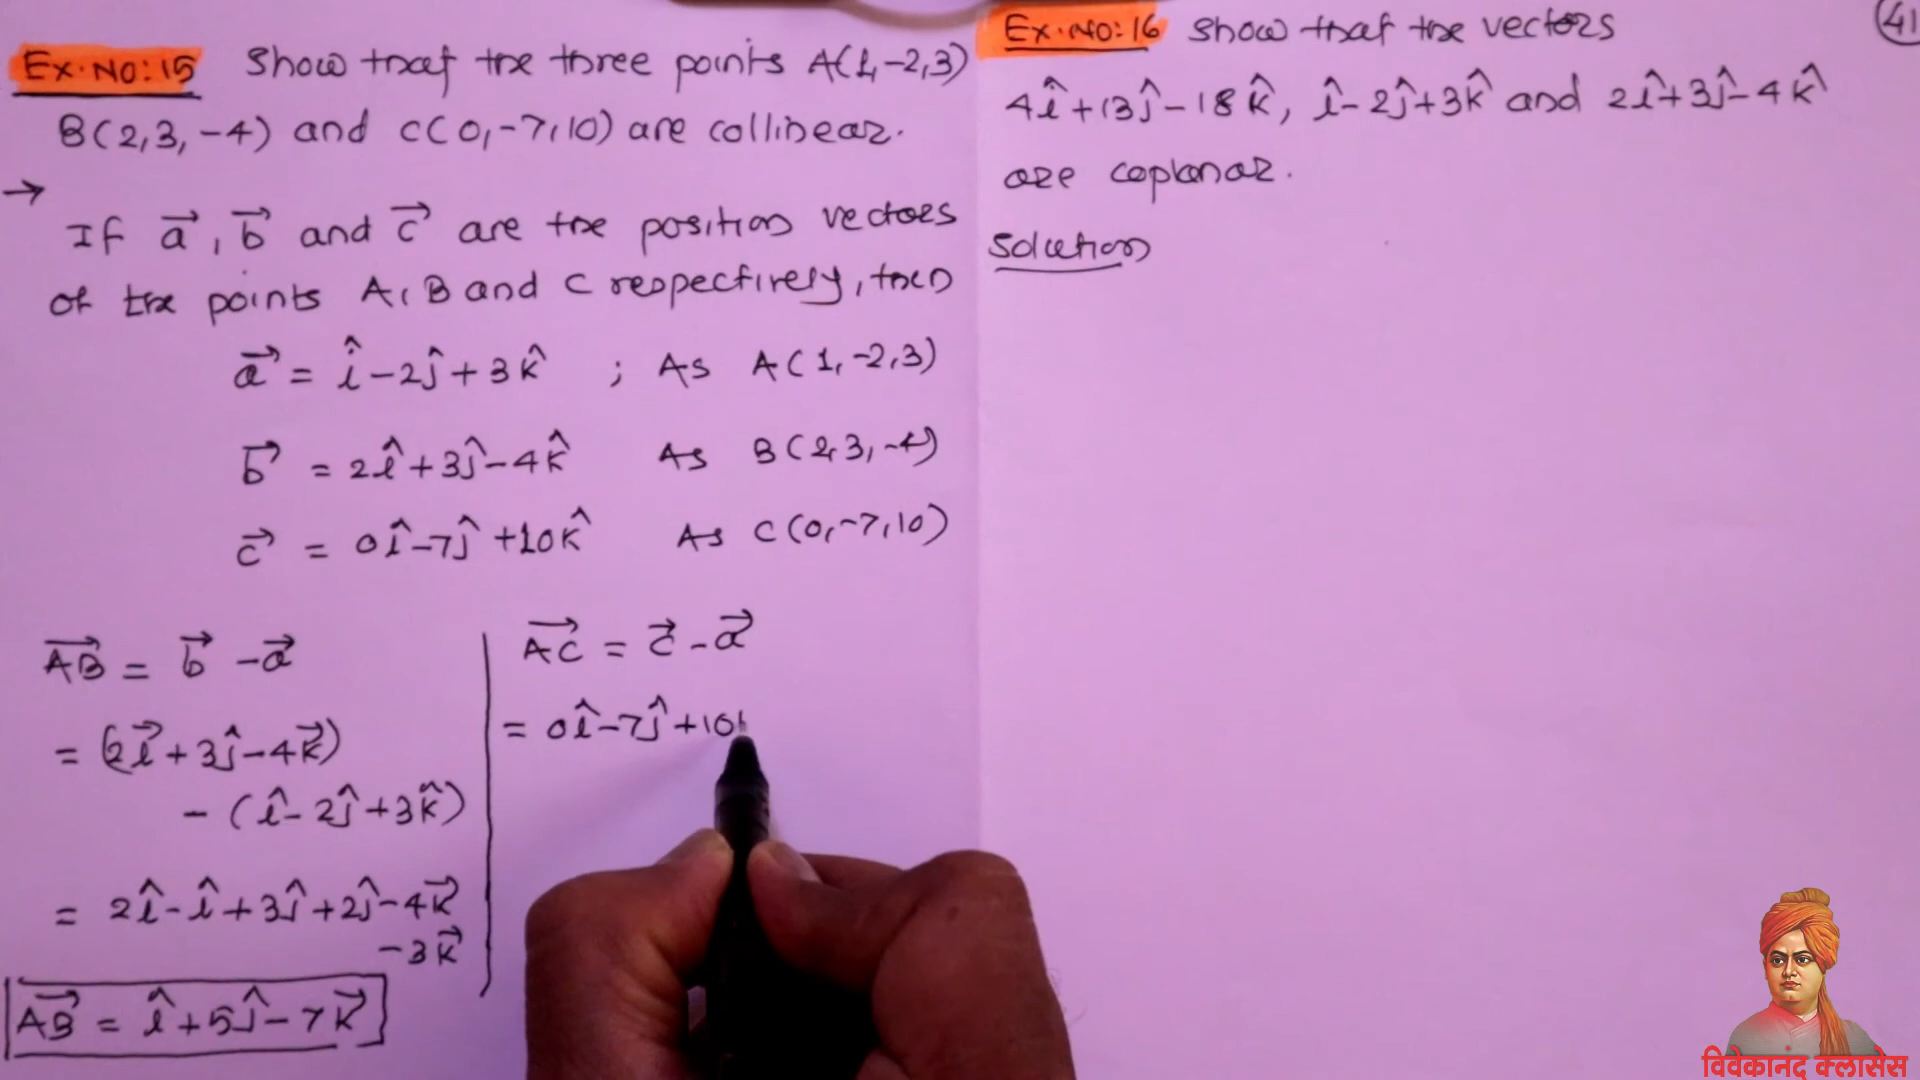 Ex.No:15 Show that the three points A(1,-2,3)
B(2,3,-4) and C(0,-7,10) are collinear.
→
If a⃗, b⃗ and c⃗ are the position vectors
of the points A, B and C respectively, then
a⃗ = î-2ĵ+3k̂ ; As A(1,-2,3)
b⃗ = 2î+3ĵ-4k̂ As B(2,3,-4)
c⃗ = 0î-7ĵ+10k̂ As C(0,-7,10)
AB⃗ = b⃗ -a⃗
= (2i⃗+3ĵ-4k⃗)
- (î-2ĵ+3k̂)
= 2î-î+3ĵ+2ĵ-4k⃗
-3k⃗
AB⃗ = î+5ĵ-7k⃗
AC⃗ = c⃗ -a⃗
= 0î-7ĵ+10
Ex.No:16 Show that the vectors
4î+13ĵ-18k̂, î-2ĵ+3k̂ and 2î+3ĵ-4k̂
are coplanar.
Solution
41
विवेकानंद क्लासेस